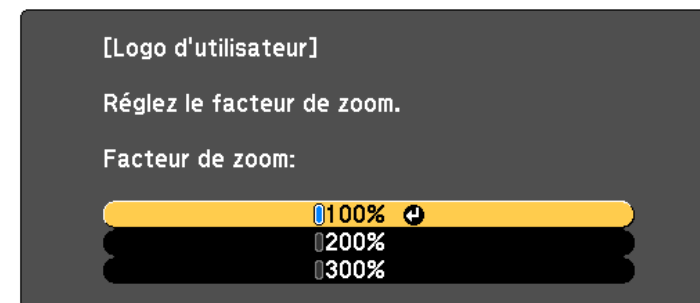 [Logo d'utilisateur]
Réglez le facteur de zoom.
Facteur de zoom:
100%
200%
300%